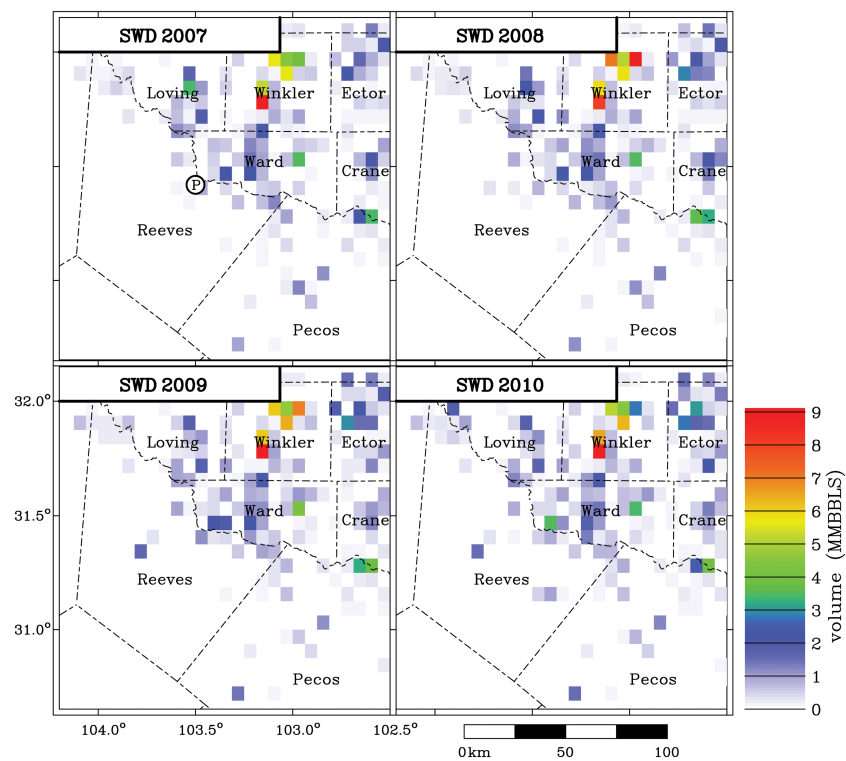 SWD 2007
SWD 2008
Loving
Winkler
Ector
Winkler
Ector
Loving
Ward
Crane
Ward
Crane
P
Reeves
Reeves
Pecos
Pecos
SWD 2009
SWD 2010
32.0°
Loving
Winkler
Ector
Loving
Winkler
Ector
31.5°
Ward
Crane
Ward
Crane
Reeves
Reeves
31.0°
Pecos
Pecos
104.0°
103.5°
103.0°
102.5°
0km
50
100
9
8
7
6
5
4
3
2
1
0
volume (MMBBLS)